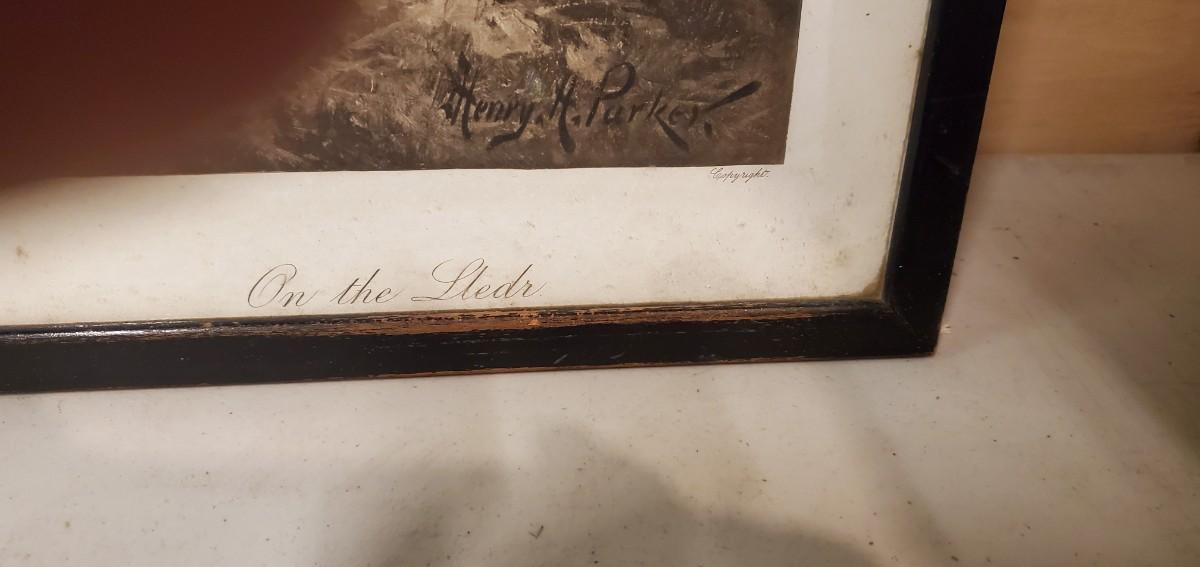 Henry. H. Parker.
Copyright.
On the Lledr.